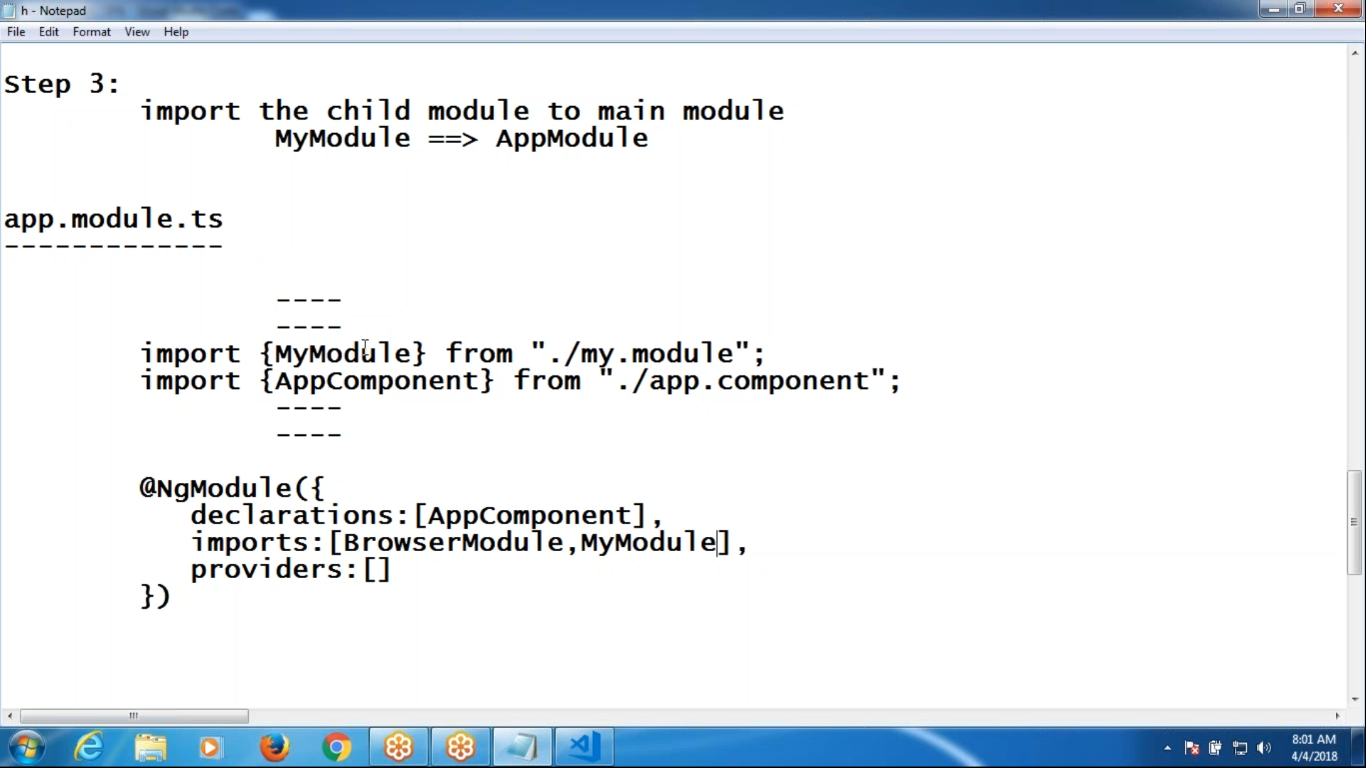 h - Notepad
File Edit Format View Help
Step 3:
import the child module to main module
MyModule ==> AppModule
app.module.ts
-------------
----
----
import {MyModule} from "./my.module";
import {AppComponent} from "./app.component";
----
----
@NgModule({
declarations:[AppComponent],
imports:[BrowserModule,MyModule],
providers:[]
})
8:01 AM
4/4/2018